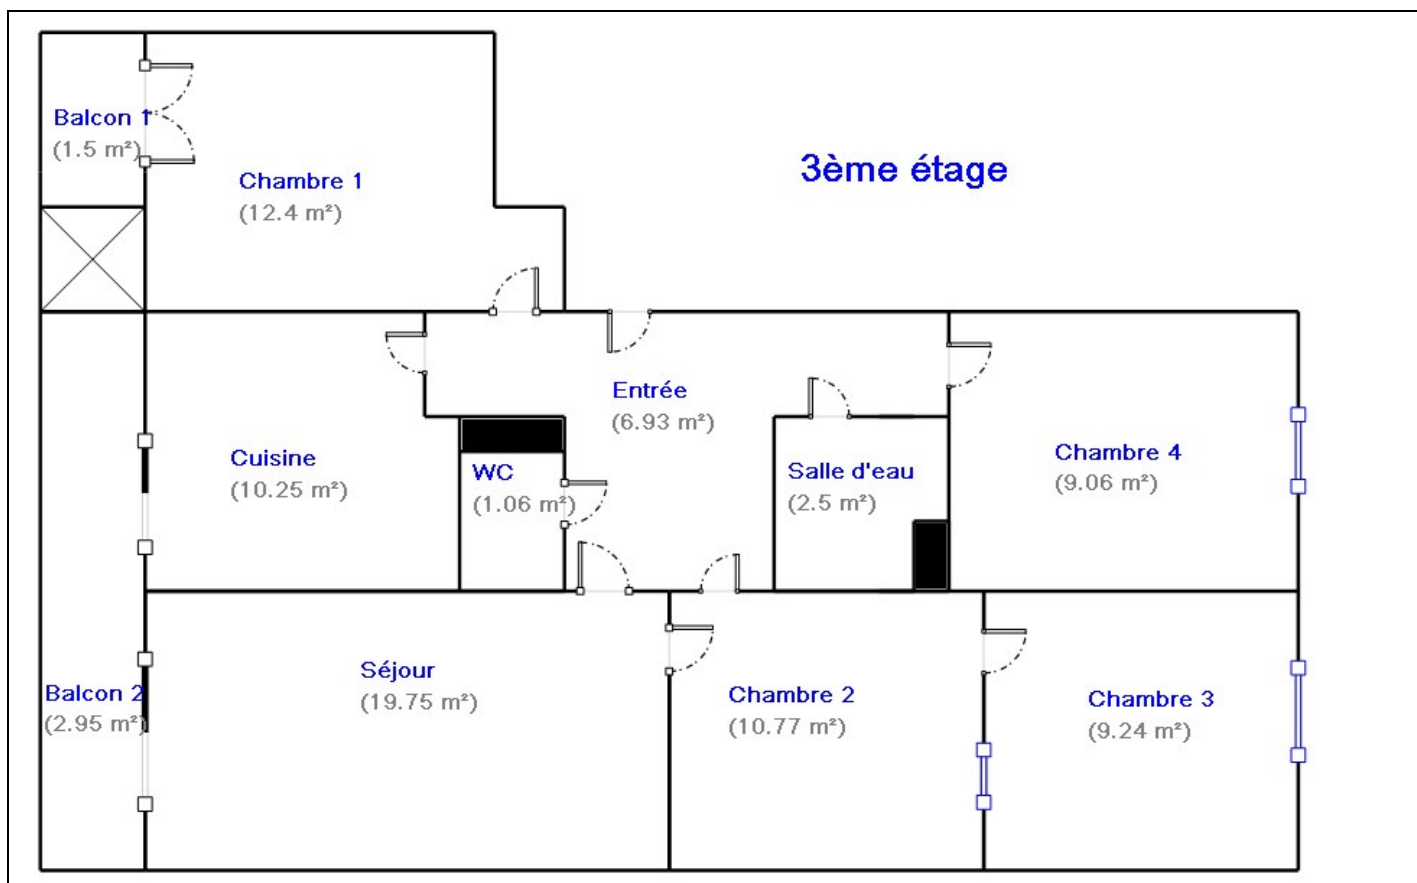 Balcon 1
(1.5 m²)
Chambre 1
(12.4 m²)
3ème étage
Entrée
(6.93 m²)
Cuisine
(10.25 m²)
WC
(1.06 m²)
Salle d'eau
(2.5 m²)
Chambre 4
(9.06 m²)
Balcon 2
(2.95 m²)
Séjour
(19.75 m²)
Chambre 2
(10.77 m²)
Chambre 3
(9.24 m²)